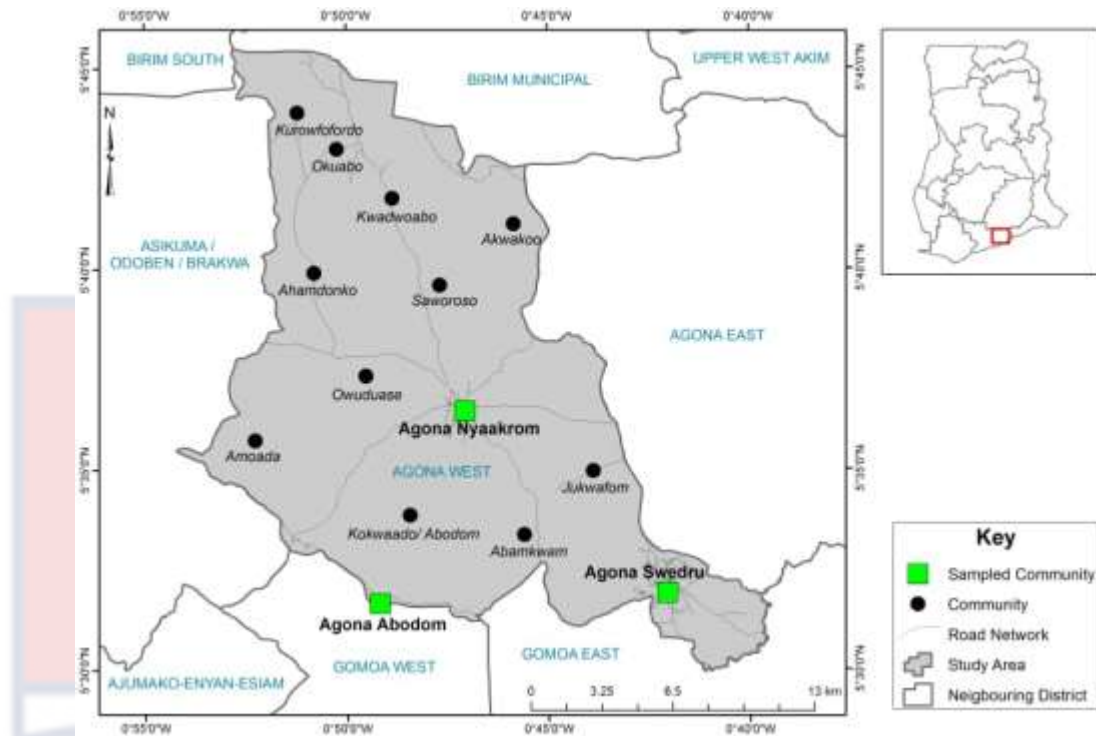 0°55'0"W
0°50'0"W
0°45'0"W
0°40'0"W
5°45'0"N
5°45'0"N
BIRIM SOUTH
BIRIM MUNICIPAL
UPPER WEST AKIM
N
Kurowfofordo
Okuabo
Kwadwoabo
Akwakoo
ASIKUMA /
ODOBEN / BRAKWA
5°40'0"N
5°40'0"N
Ahamdonko
Saworoso
AGONA EAST
Owuduase
Agona Nyaakrom
Amoada
AGONA WEST
5°35'0"N
5°35'0"N
Jukwafom
Kokwaado/ Abodom
Abamkwam
Agona Swedru
Agona Abodom
GOMOA WEST
GOMOA EAST
AJUMAKO-ENYAN-ESIAM
5°30'0"N
5°30'0"N
0 3.25 6.5 13 km
0°55'0"W
0°50'0"W
0°45'0"W
0°40'0"W
Key
Sampled Community
Community
Road Network
Study Area
Neigbouring District